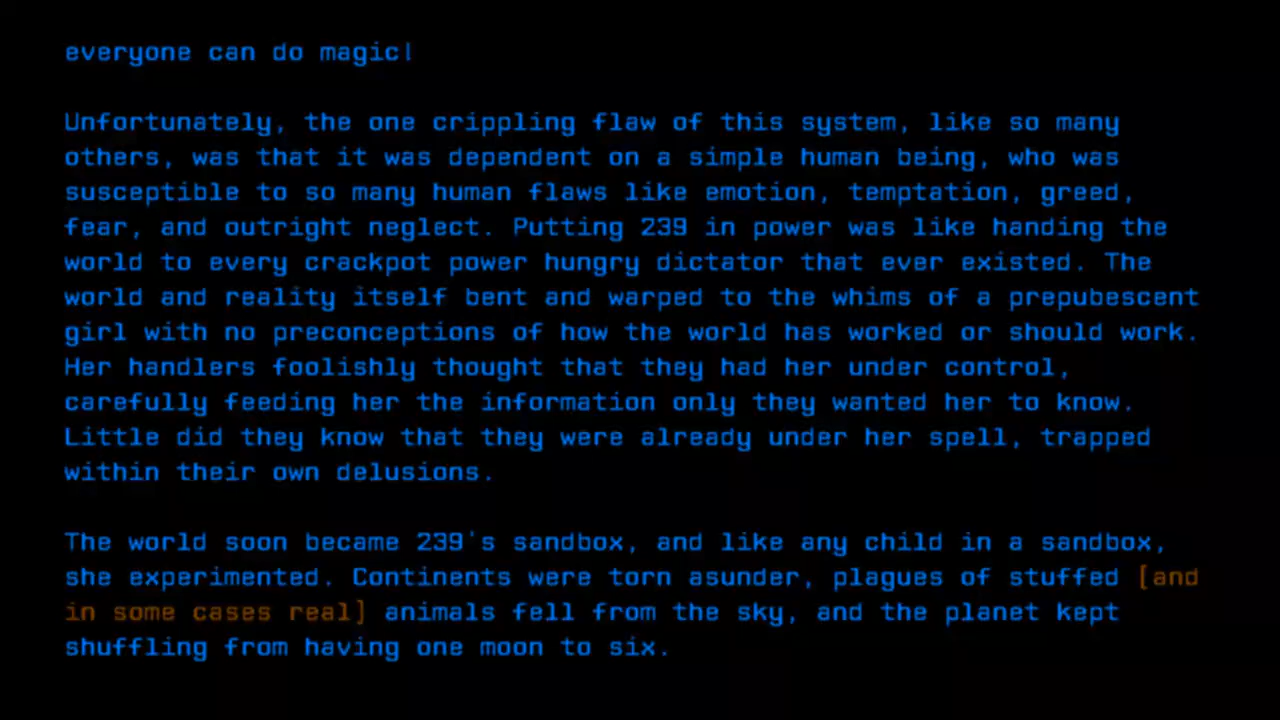 everyone can do magic!
Unfortunately, the one crippling flaw of this system, like so many
others, was that it was dependent on a simple human being, who was
susceptible to so many human flaws like emotion, temptation, greed,
fear, and outright neglect. Putting 239 in power was like handing the
world to every crackpot power hungry dictator that ever existed. The
world and reality itself bent and warped to the whims of a prepubescent
girl with no preconceptions of how the world has worked or should work.
Her handlers foolishly thought that they had her under control,
carefully feeding her the information only they wanted her to know.
Little did they know that they were already under her spell, trapped
within their own delusions.
The world soon became 239's sandbox, and like any child in a sandbox,
she experimented. Continents were torn asunder, plagues of stuffed [and
in some cases real] animals fell from the sky, and the planet kept
shuffling from having one moon to six.